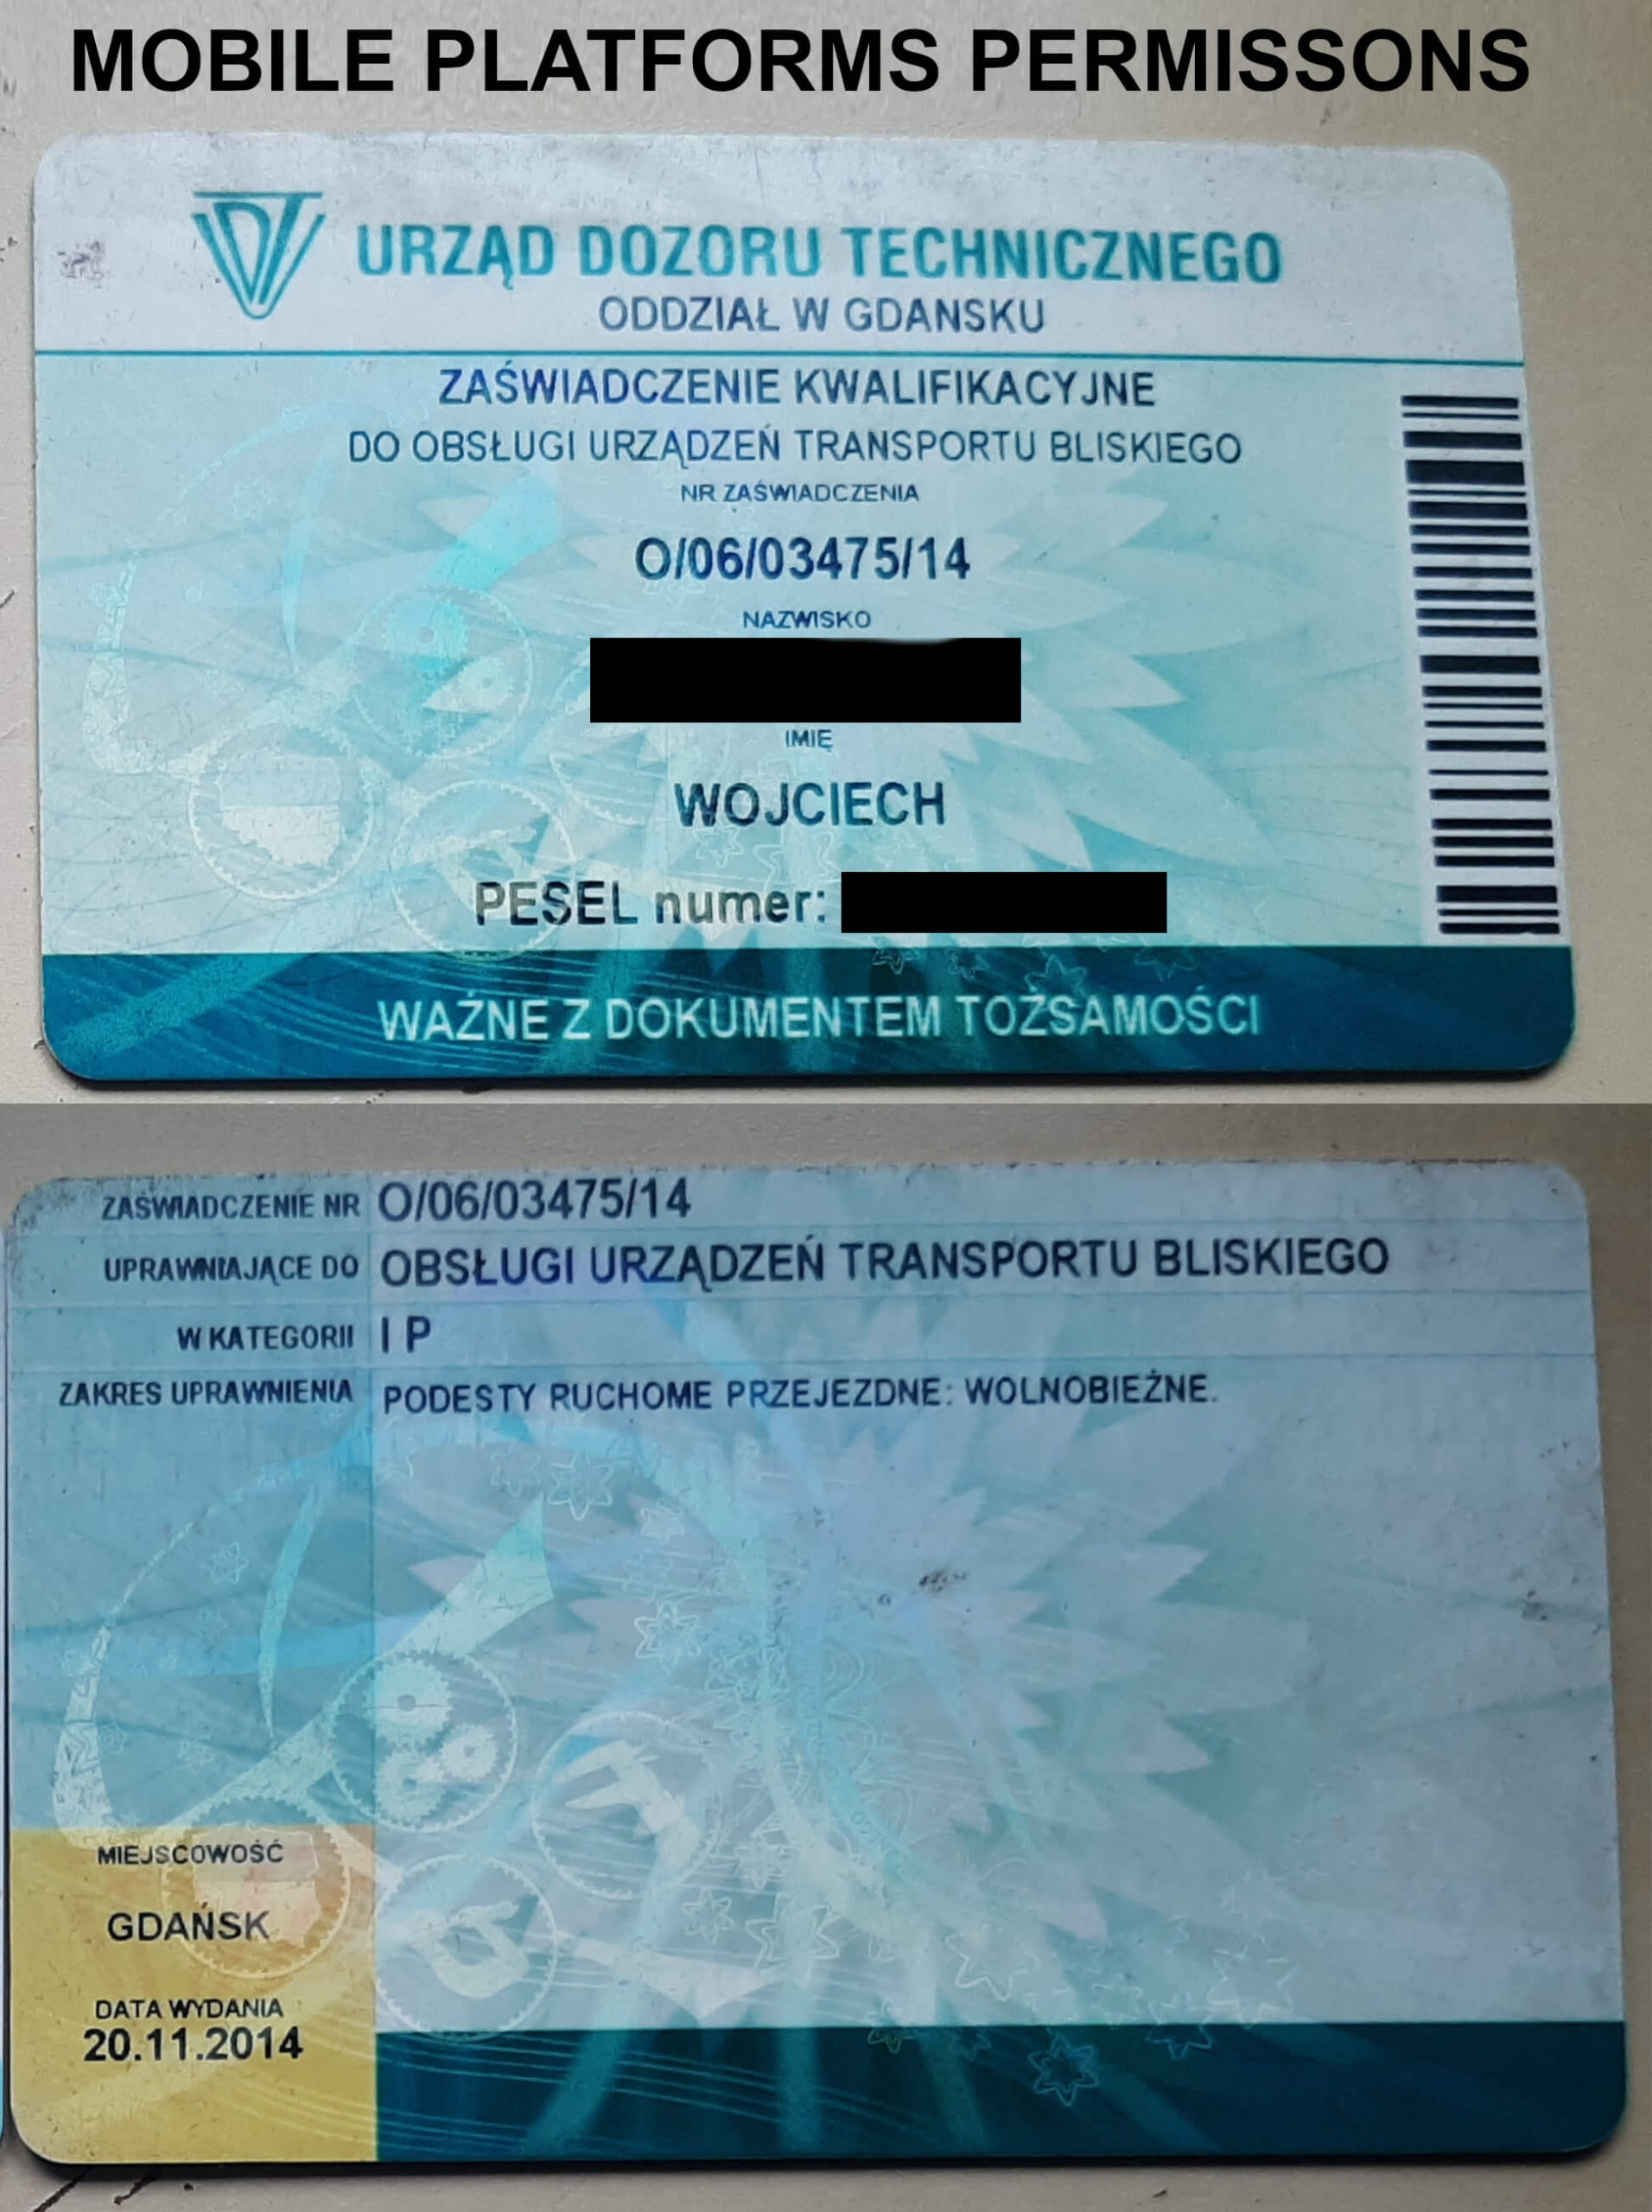 MOBILE PLATFORMS PERMISSONS
UDT URZĄD DOZORU TECHNICZNEGO
ODDZIAŁ W GDANSKU
ZAŚWIADCZENIE KWALIFIKACYJNE
DO OBSŁUGI URZĄDZEŃ TRANSPORTU BLISKIEGO
NR ZAŚWIADCZENIA
O/06/03475/14
NAZWISKO
IMIĘ
WOJCIECH
PESEL numer:
WAŻNE Z DOKUMENTEM TOŻSAMOŚCI
ZAŚWIADCZENIE NR O/06/03475/14
UPRAWNIAJĄCE DO OBSŁUGI URZĄDZEŃ TRANSPORTU BLISKIEGO
W KATEGORII I P
ZAKRES UPRAWNIENIA PODESTY RUCHOME PRZEJEZDNE: WOLNOBIEŻNE.
MIEJSCOWOŚĆ
GDAŃSK
DATA WYDANIA
20.11.2014